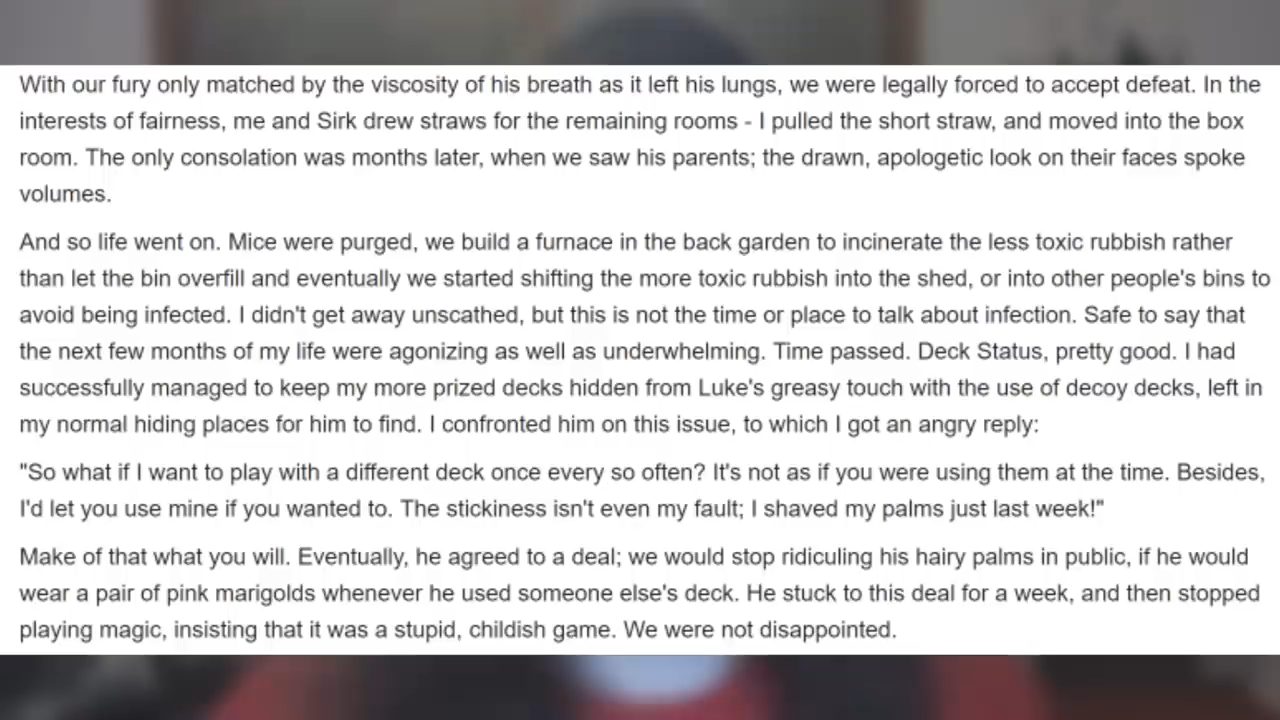 With our fury only matched by the viscosity of his breath as it left his lungs, we were legally forced to accept defeat. In the
interests of fairness, me and Sirk drew straws for the remaining rooms - I pulled the short straw, and moved into the box
room. The only consolation was months later, when we saw his parents; the drawn, apologetic look on their faces spoke
volumes.
And so life went on. Mice were purged, we build a furnace in the back garden to incinerate the less toxic rubbish rather
than let the bin overfill and eventually we started shifting the more toxic rubbish into the shed, or into other people's bins to
avoid being infected. I didn't get away unscathed, but this is not the time or place to talk about infection. Safe to say that
the next few months of my life were agonizing as well as underwhelming. Time passed. Deck Status, pretty good. I had
successfully managed to keep my more prized decks hidden from Luke's greasy touch with the use of decoy decks, left in
my normal hiding places for him to find. I confronted him on this issue, to which I got an angry reply:
"So what if I want to play with a different deck once every so often? It's not as if you were using them at the time. Besides,
I'd let you use mine if you wanted to. The stickiness isn't even my fault; I shaved my palms just last week!"
Make of that what you will. Eventually, he agreed to a deal; we would stop ridiculing his hairy palms in public, if he would
wear a pair of pink marigolds whenever he used someone else's deck. He stuck to this deal for a week, and then stopped
playing magic, insisting that it was a stupid, childish game. We were not disappointed.